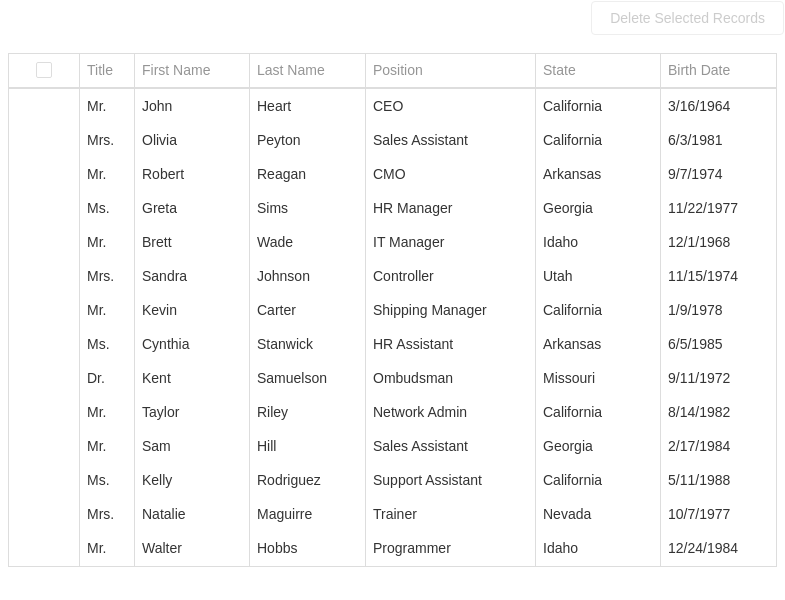 Delete Selected Records
Title First Name Last Name Position State Birth Date
Mr. John Heart CEO California 3/16/1964
Mrs. Olivia Peyton Sales Assistant California 6/3/1981
Mr. Robert Reagan CMO Arkansas 9/7/1974
Ms. Greta Sims HR Manager Georgia 11/22/1977
Mr. Brett Wade IT Manager Idaho 12/1/1968
Mrs. Sandra Johnson Controller Utah 11/15/1974
Mr. Kevin Carter Shipping Manager California 1/9/1978
Ms. Cynthia Stanwick HR Assistant Arkansas 6/5/1985
Dr. Kent Samuelson Ombudsman Missouri 9/11/1972
Mr. Taylor Riley Network Admin California 8/14/1982
Mr. Sam Hill Sales Assistant Georgia 2/17/1984
Ms. Kelly Rodriguez Support Assistant California 5/11/1988
Mrs. Natalie Maguirre Trainer Nevada 10/7/1977
Mr. Walter Hobbs Programmer Idaho 12/24/1984